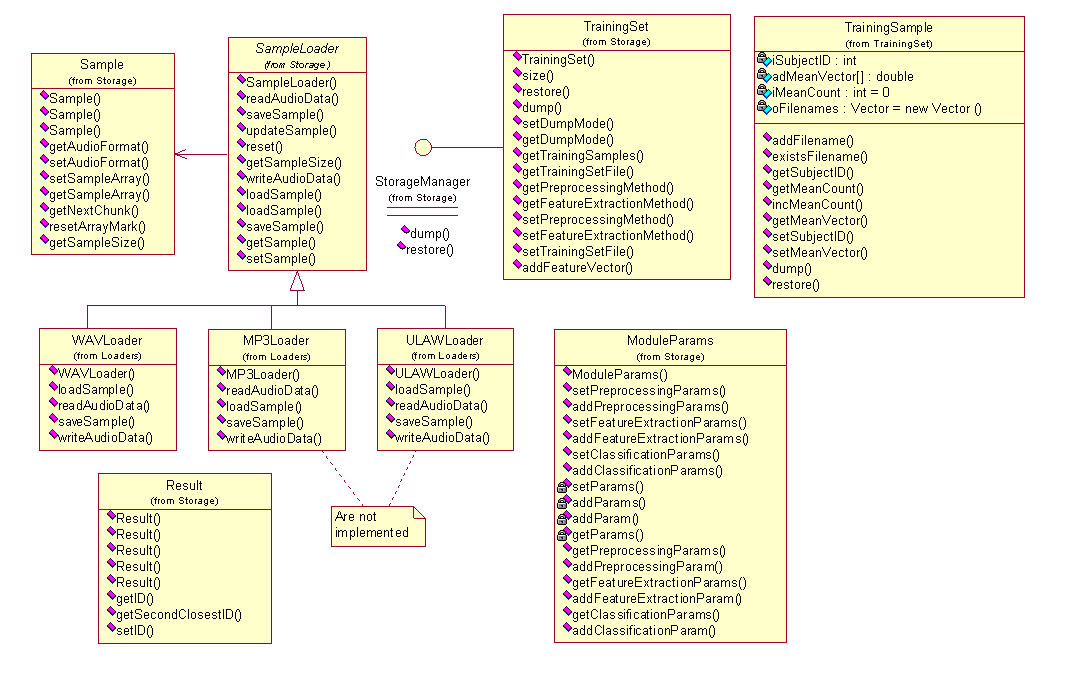 Sample
(from Storage)
Sample()
Sample()
Sample()
getAudioFormat()
setAudioFormat()
setSampleArray()
getSampleArray()
getNextChunk()
resetArrayMark()
getSampleSize()
SampleLoader
(from Storage)
SampleLoader()
readAudioData()
saveSample()
updateSample()
reset()
getSampleSize()
writeAudioData()
loadSample()
loadSample()
saveSample()
getSample()
setSample()
StorageManager
(from Storage)
dump()
restore()
TrainingSet
(from Storage)
TrainingSet()
size()
restore()
dump()
setDumpMode()
getDumpMode()
getTrainingSamples()
getTrainingSetFile()
getPreprocessingMethod()
getFeatureExtractionMethod()
setPreprocessingMethod()
setFeatureExtractionMethod()
setTrainingSetFile()
addFeatureVector()
TrainingSample
(from TrainingSet)
iSubjectID : int
adMeanVector[] : double
iMeanCount : int = 0
oFilenames : Vector = new Vector ()
addFilename()
existsFilename()
getSubjectID()
getMeanCount()
incMeanCount()
getMeanVector()
setSubjectID()
setMeanVector()
dump()
restore()
WAVLoader
(from Loaders)
WAVLoader()
loadSample()
readAudioData()
saveSample()
writeAudioData()
MP3Loader
(from Loaders)
MP3Loader()
readAudioData()
loadSample()
saveSample()
writeAudioData()
ULAWLoader
(from Loaders)
ULAWLoader()
loadSample()
readAudioData()
saveSample()
writeAudioData()
ModuleParams
(from Storage)
ModuleParams()
setPreprocessingParams()
addPreprocessingParams()
setFeatureExtractionParams()
addFeatureExtractionParams()
setClassificationParams()
addClassificationParams()
setParams()
addParams()
addParam()
getParams()
getPreprocessingParams()
addPreprocessingParam()
getFeatureExtractionParams()
addFeatureExtractionParam()
getClassificationParams()
addClassificationParam()
Result
(from Storage)
Result()
Result()
Result()
Result()
Result()
getID()
getSecondClosestID()
setID()
Are not
implemented